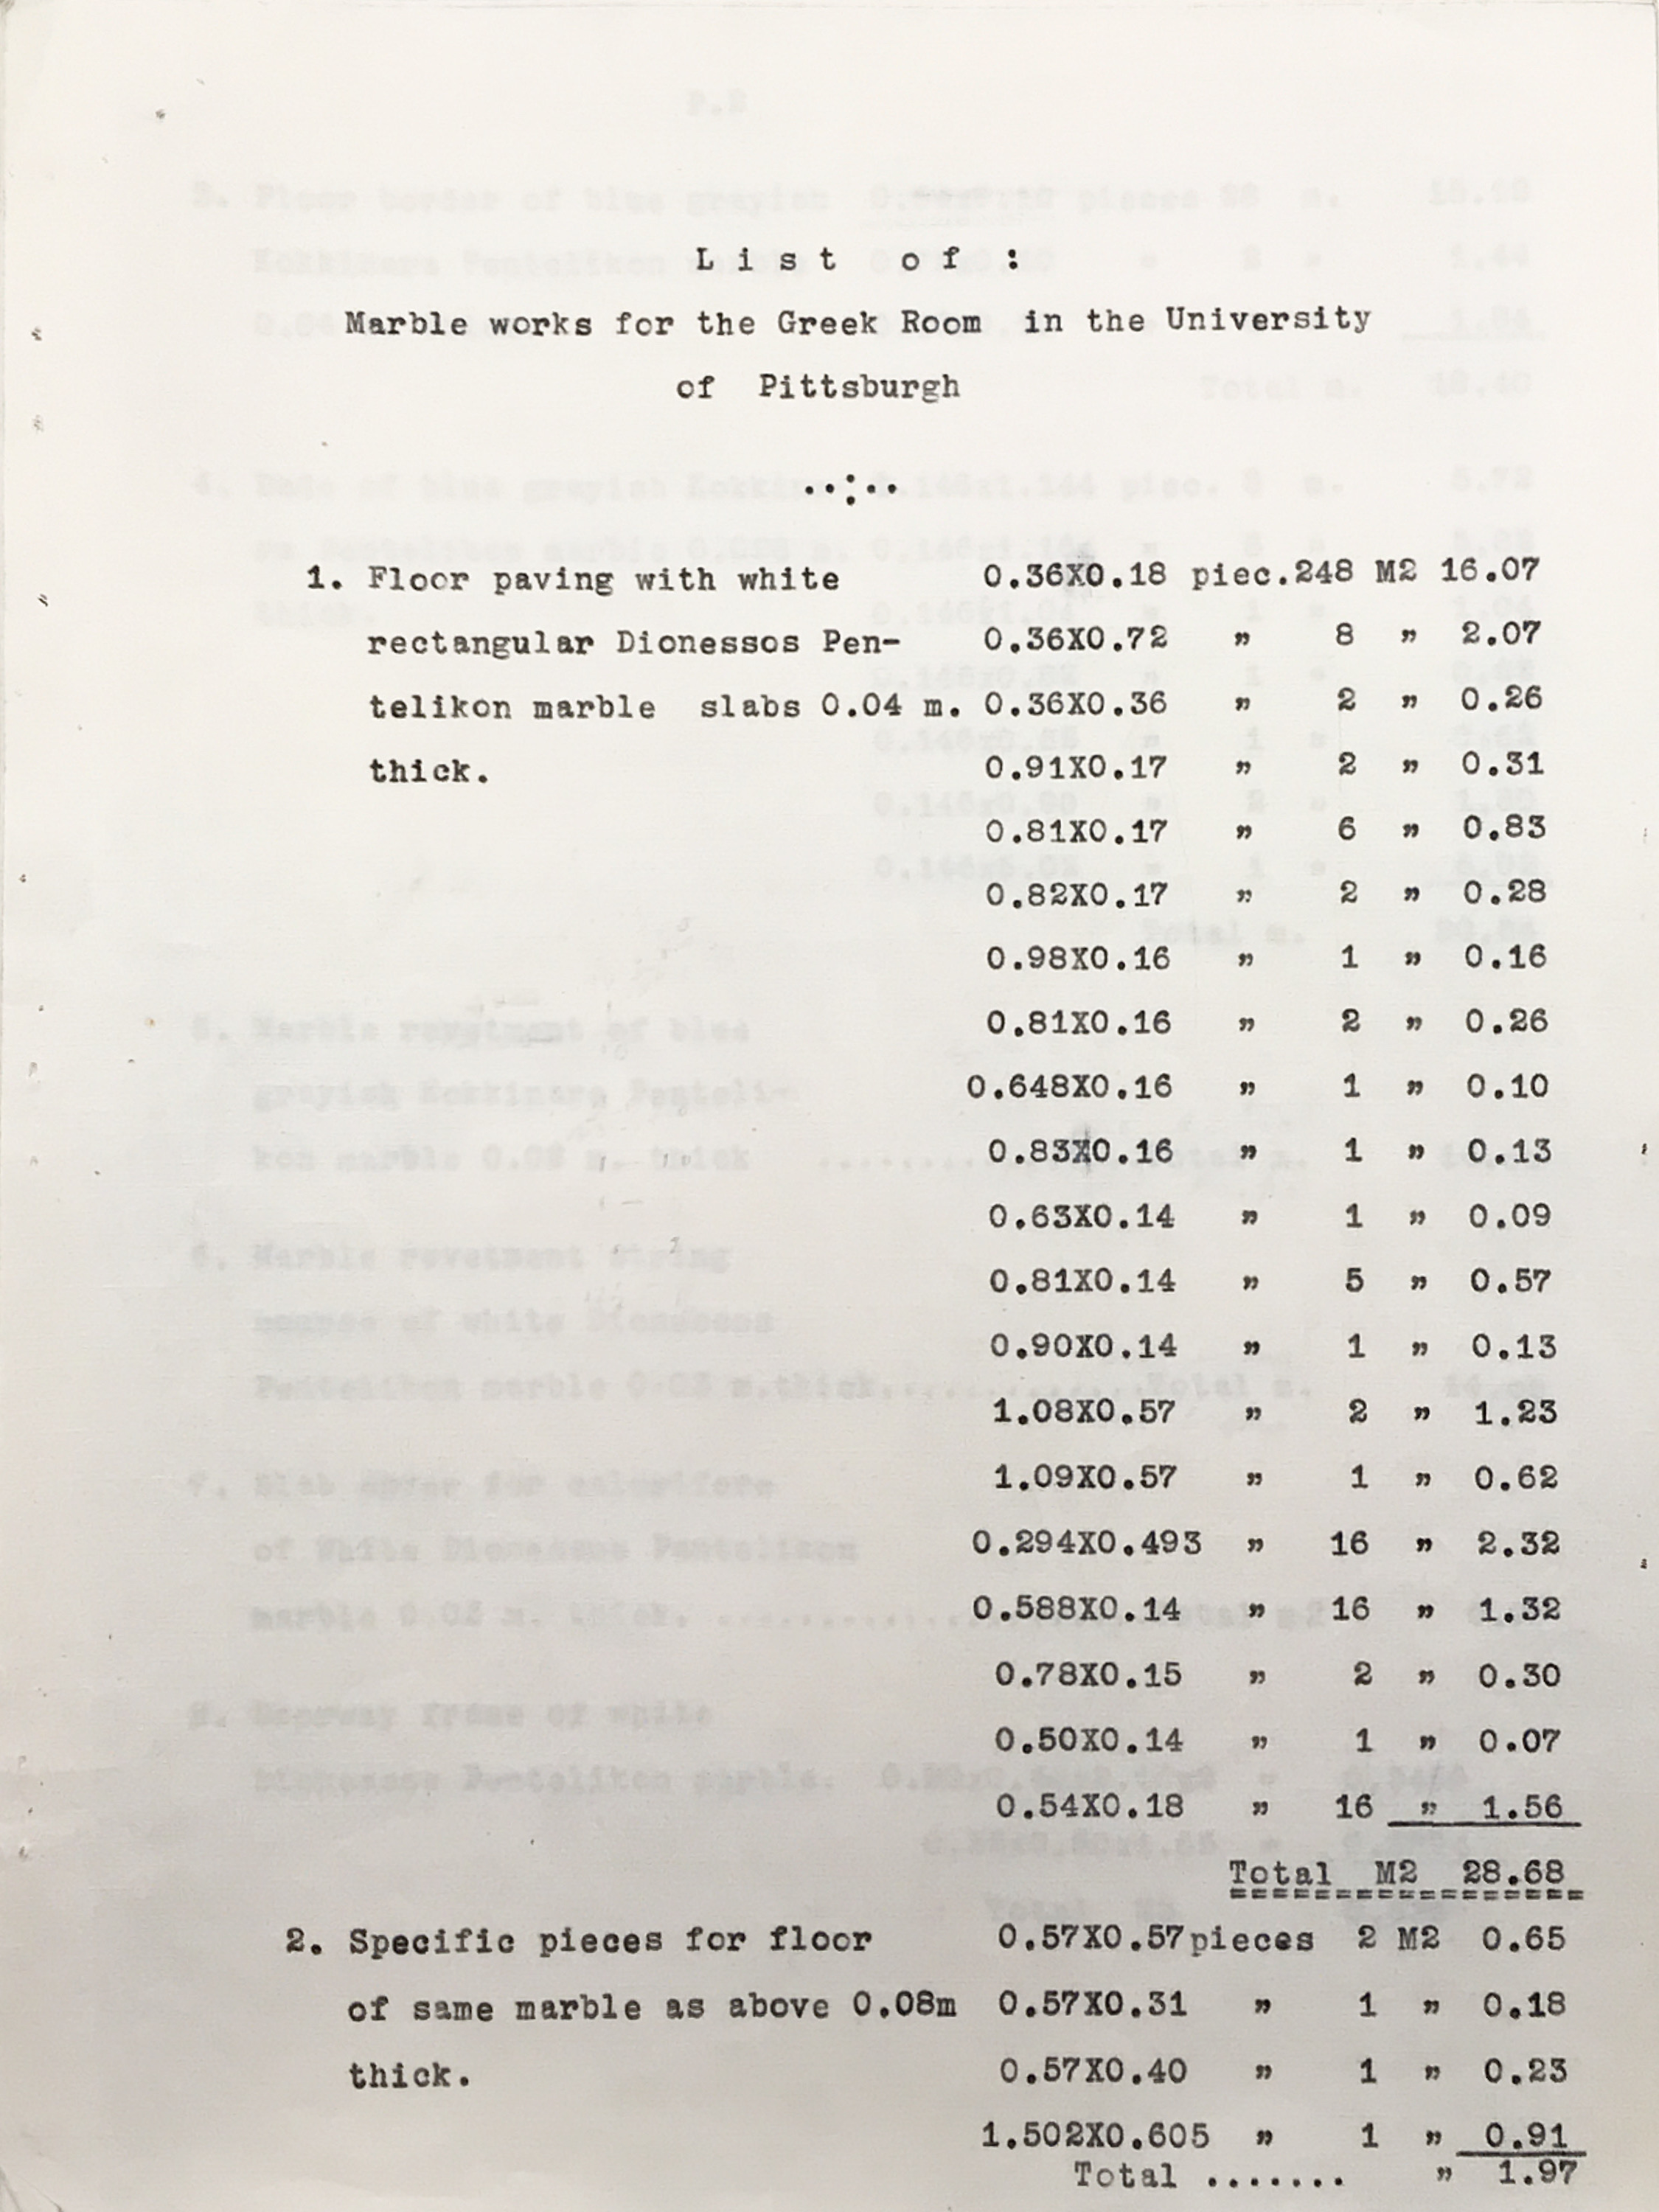 List of :
Marble works for the Greek Room in the University
of Pittsburgh
..:..
1. Floor paving with white 0.36X0.18 piec.248 M2 16.07
rectangular Dionessos Pen- 0.36X0.72 " 8 " 2.07
telikon marble slabs 0.04 m. 0.36X0.36 " 2 " 0.26
thick. 0.91X0.17 " 2 " 0.31
0.81X0.17 " 6 " 0.83
0.82X0.17 " 2 " 0.28
0.98X0.16 " 1 " 0.16
0.81X0.16 " 2 " 0.26
0.648X0.16 " 1 " 0.10
0.83X0.16 " 1 " 0.13
0.63X0.14 " 1 " 0.09
0.81X0.14 " 5 " 0.57
0.90X0.14 " 1 " 0.13
1.08X0.57 " 2 " 1.23
1.09X0.57 " 1 " 0.62
0.294X0.493 " 16 " 2.32
0.588X0.14 " 16 " 1.32
0.78X0.15 " 2 " 0.30
0.50X0.14 " 1 " 0.07
0.54X0.18 " 16 " 1.56
Total M2 28.68
2. Specific pieces for floor 0.57X0.57pieces 2 M2 0.65
of same marble as above 0.08m 0.57X0.31 " 1 " 0.18
thick. 0.57X0.40 " 1 " 0.23
1.502X0.605 " 1 " 0.91
Total ....... " 1.97